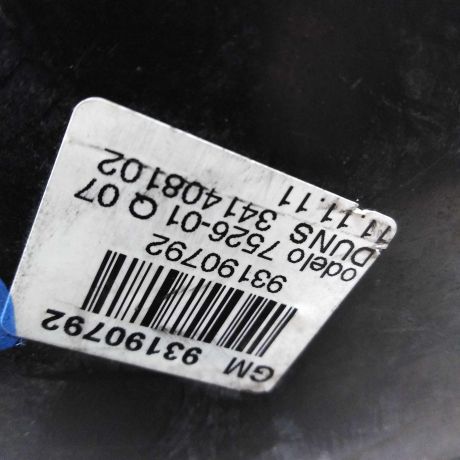 GM 93190792
93190792
odelo 7526-01 Q 07
DUNS 341408102
11.11.11